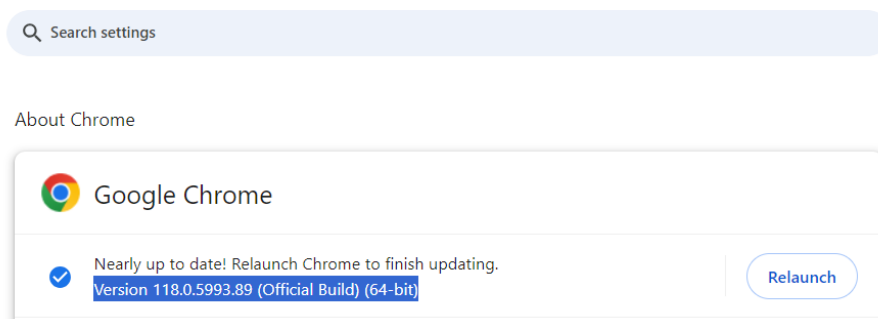 Search settings
About Chrome
Google Chrome
Nearly up to date! Relaunch Chrome to finish updating.
Version 118.0.5993.89 (Official Build) (64-bit)
Relaunch